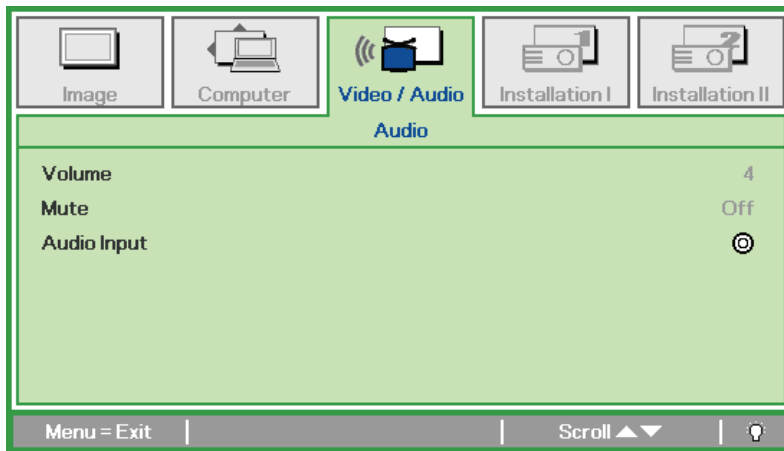 Image
Computer
Video / Audio
Installation I
Installation II
Audio
Volume 4
Mute Off
Audio Input
Menu = Exit Scroll ▲▼